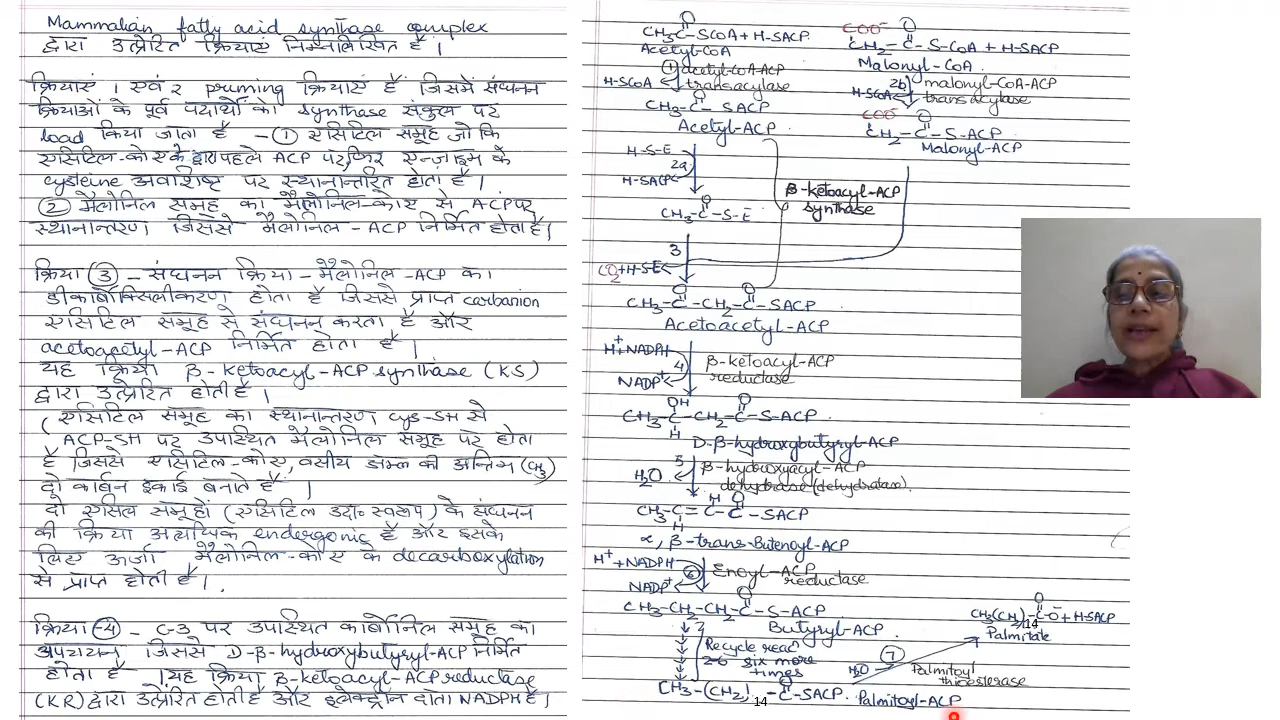 Mammalian fatty acid synthase complex
द्वारा उत्प्रेरित क्रियाएं निम्नलिखित हैं।
क्रियाएं 1 एवं 2 priming क्रियाएं हैं जिसमें संघनन
क्रियाओं के पूर्व पदार्थों को synthase संकुल पर
load किया जाता है - ① एसिटिल समूह जो कि
एसिटिल-कोए के द्वारा पहले ACP पर, फिर एन्जाइम के
cysteine अवशिष्ट पर स्थानान्तरित होता है।
② मैलोनिल समूह का मैलोनिल-कोए से ACP पर
स्थानान्तरण जिससे मैलोनिल-ACP निर्मित होता है।
क्रिया ③ - संघनन क्रिया - मैलोनिल-ACP का
डीकार्बोक्सिलीकरण होता है जिससे प्राप्त carbanion
एसिटिल समूह से संघनन करता है और
acetoacetyl-ACP निर्मित होता है।
यह क्रिया β-ketoacyl-ACP synthase (KS)
द्वारा उत्प्रेरित होती है।
(एसिटिल समूह का स्थानान्तरण cys-SH से
ACP-SH पर उपस्थित मैलोनिल समूह पर होता
है जिससे एसिटिल-कोए, वसीय अम्ल की अन्तिम (CH3)
दो कार्बन इकाई बनाते हैं।
दो एसिल समूहों (एसिटिल उदा० स्वरूप) के संघनन
की क्रिया अत्यधिक endergonic है और इसके
लिए ऊर्जा मैलोनिल-कोए के decarboxylation
से प्राप्त होती है।
क्रिया -④ - C-3 पर उपस्थित कार्बोनिल समूह का
अपचयन जिससे D-β-hydroxybutyryl-ACP निर्मित
होता है। यह क्रिया β-ketoacyl-ACP reductase
(KR) द्वारा उत्प्रेरित होती है और इलेक्ट्रॉन दाता NADPH है।
O
CH3C-SCoA + H-SACP
Acetyl-CoA
① acetyl-CoA-ACP
H-SCoA transacylase
O
CH3-C-SACP
Acetyl-ACP
COO- O
CH2-C-S-CoA + H-SACP
Malonyl-CoA
2b malonyl-CoA-ACP
H-SCoA transacylase
COO- O
CH2-C-S-ACP
Malonyl-ACP
H-S-E
2a
H-SACP
β-ketoacyl-ACP
synthase
O
CH3-C-S-E
3
CO2+H-S-E
O O
CH3-C-CH2-C-SACP
Acetoacetyl-ACP
H++NADPH
4 β-ketoacyl-ACP
NADP+ reductase
OH O
CH3-C-CH2-C-S-ACP
H
D-β-hydroxybutyryl-ACP
5 β-hydroxyacyl-ACP
H2O dehydrase (dehydratase)
H O
CH3-C=C-C-SACP
H
α,β-trans-Butenoyl-ACP
H++NADPH
⑥ Enoyl-ACP
NADP+ reductase
O
CH3-CH2-CH2-C-S-ACP
Butyryl-ACP
Recycle reac
2-6 six more
times
O
CH3-(CH2)14-C-SACP Palmitoyl-ACP
H2O
⑦
Palmitoyl
thioesterase
O
CH3(CH2)14-C-O- + H-SACP
Palmitate